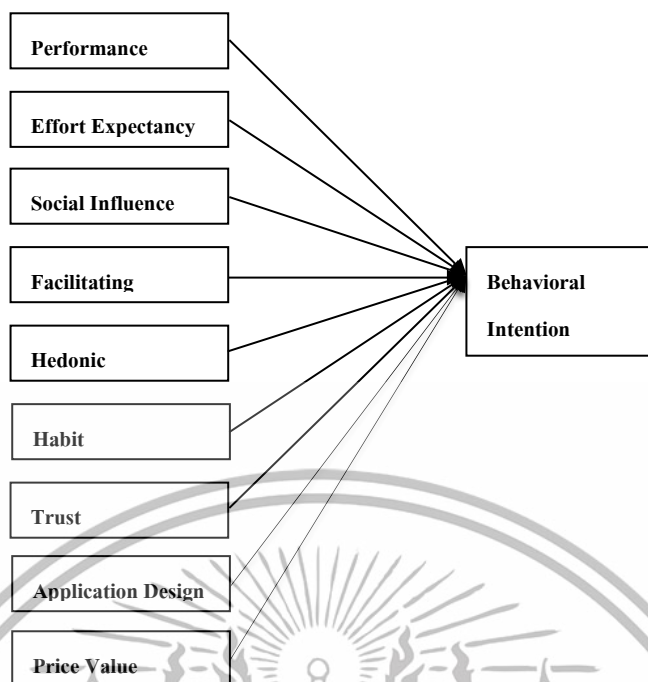 Performance
Effort Expectancy
Social Influence
Facilitating
Hedonic
Habit
Trust
Application Design
Price Value
Behavioral
Intention